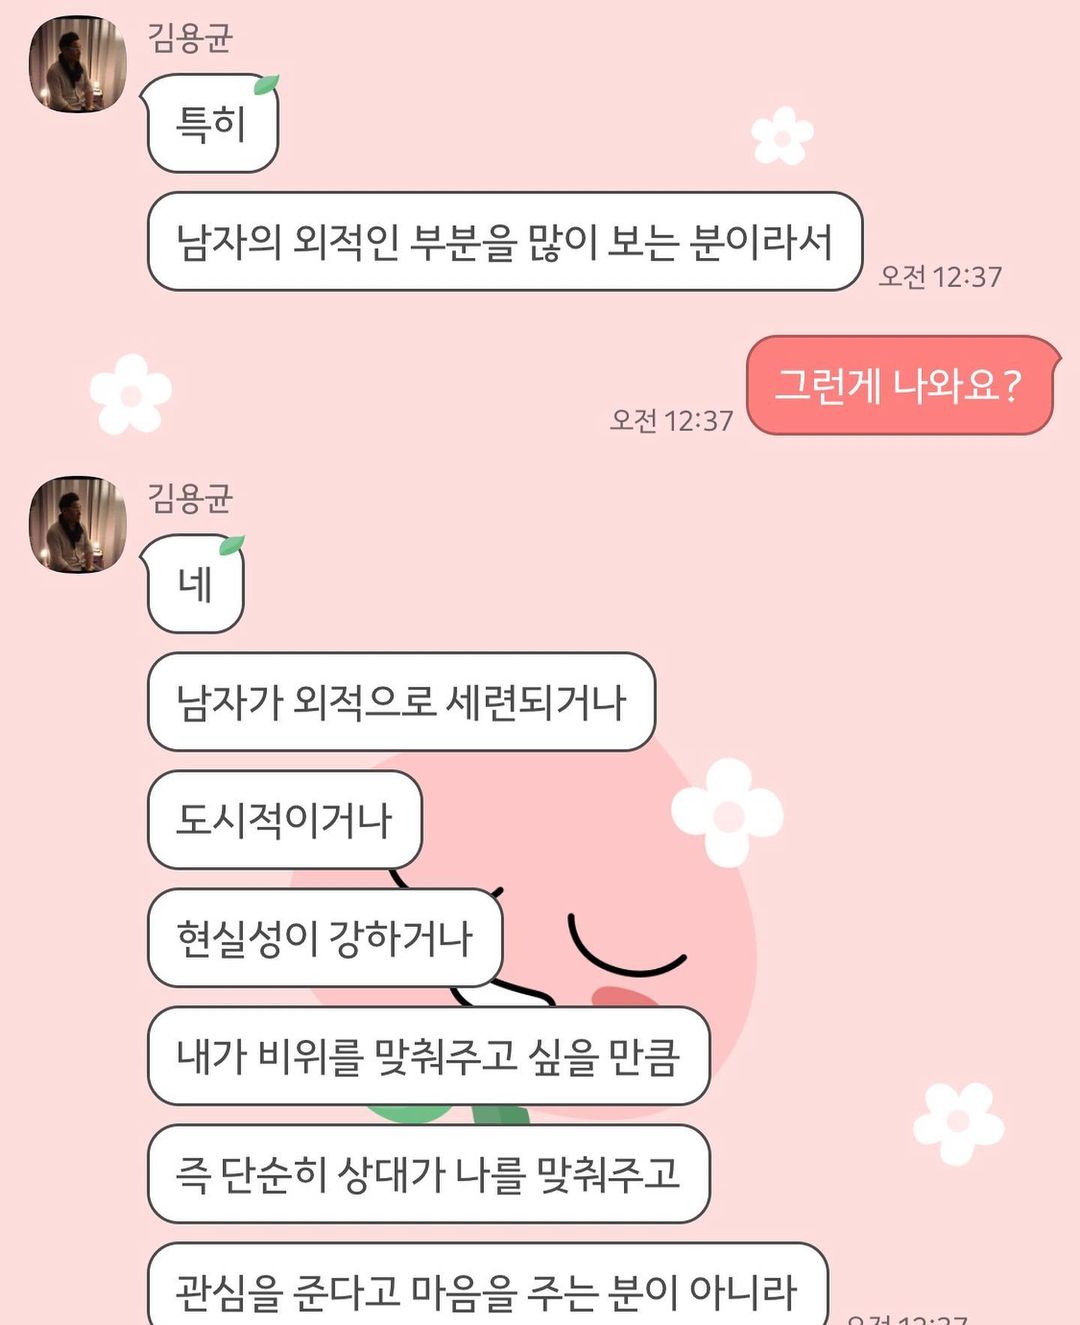 김용균
특히
남자의 외적인 부분을 많이 보는 분이라서
오전 12:37
그런게 나와요?
오전 12:37
김용균
네
남자가 외적으로 세련되거나
도시적이거나
현실성이 강하거나
내가 비위를 맞춰주고 싶을 만큼
즉 단순히 상대가 나를 맞춰주고
관심을 준다고 마음을 주는 분이 아니라
오전 12:37